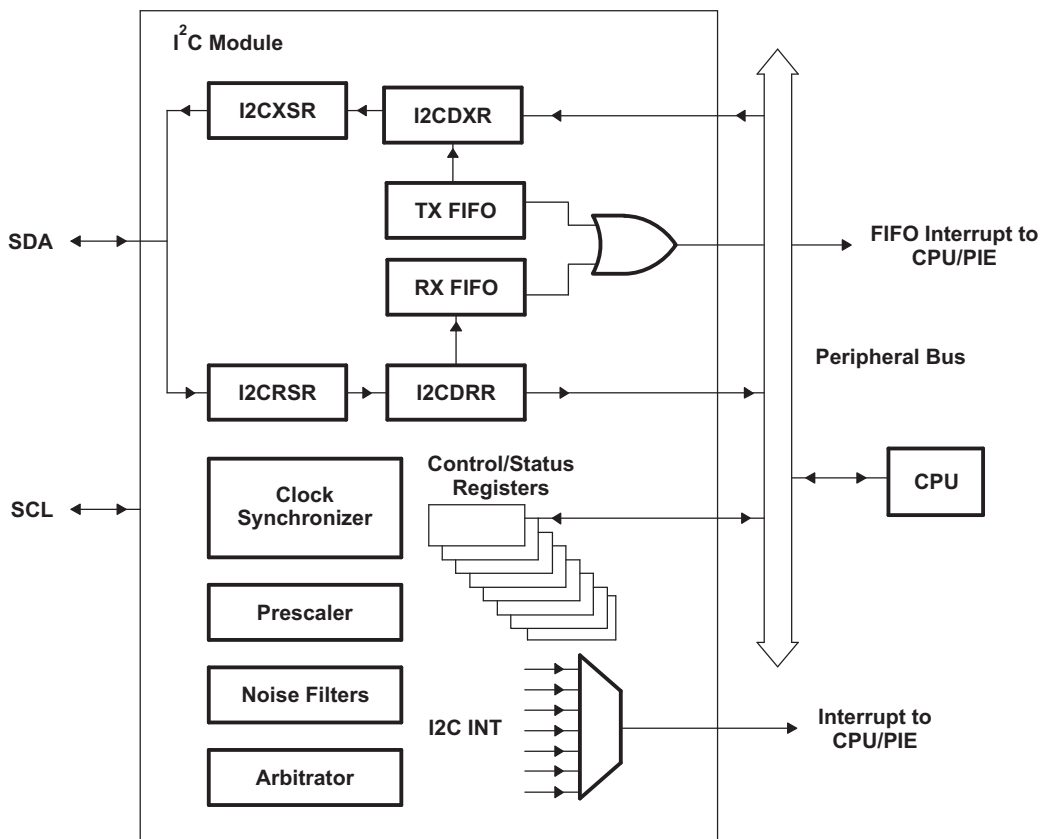 I²C Module
I2CXSR
I2CDXR
TX FIFO
SDA
FIFO Interrupt to
CPU/PIE
RX FIFO
Peripheral Bus
I2CRSR
I2CDRR
Control/Status
Registers
CPU
SCL
Clock
Synchronizer
Prescaler
Noise Filters
I2C INT
Interrupt to
CPU/PIE
Arbitrator